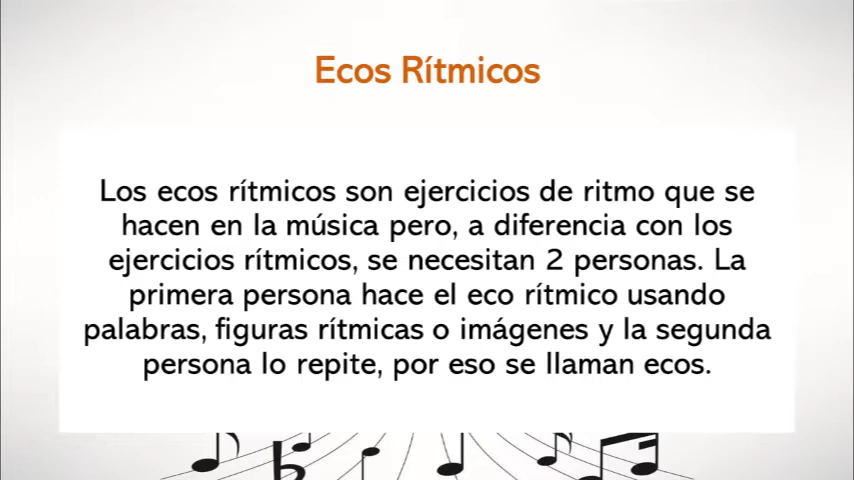 Ecos Rítmicos
Los ecos rítmicos son ejercicios de ritmo que se
hacen en la música pero, a diferencia con los
ejercicios rítmicos, se necesitan 2 personas. La
primera persona hace el eco rítmico usando
palabras, figuras rítmicas o imágenes y la segunda
persona lo repite, por eso se llaman ecos.